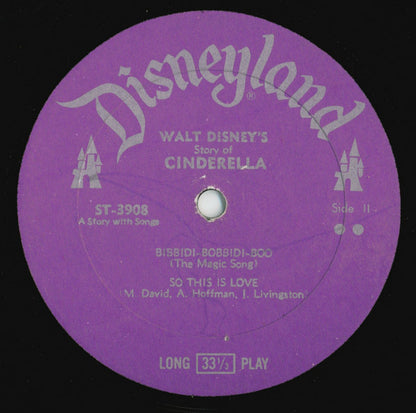 Disneyland®
WALT DISNEY'S
Story of
CINDERELLA
ST-3908
A Story with Songs
Side II
BIBBIDI-BOBBIDI-BOO
(The Magic Song)
SO THIS IS LOVE
M. David, A. Hoffman, J. Livingston
LONG 33⅓ PLAY